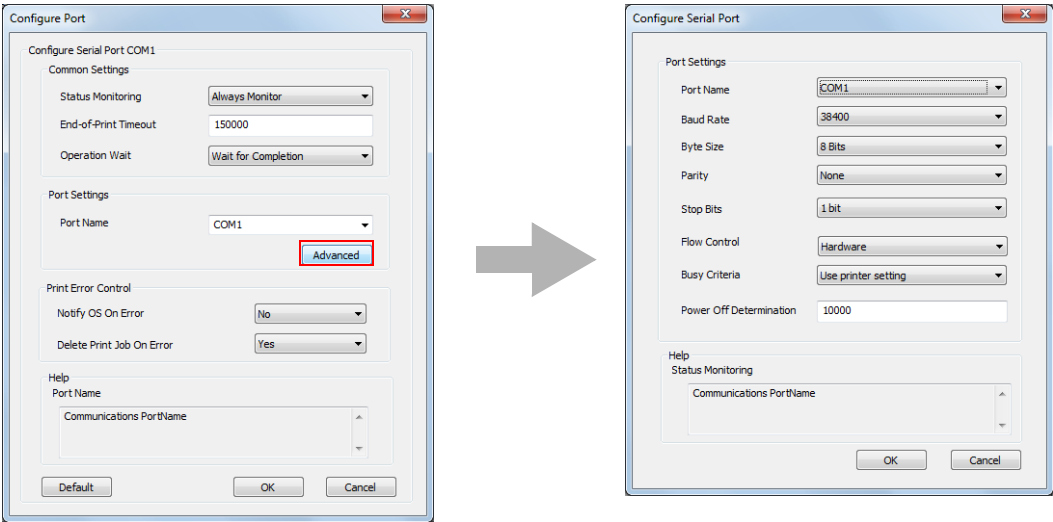 Configure Port
Configure Serial Port COM1
Common Settings
Status Monitoring Always Monitor
End-of-Print Timeout 150000
Operation Wait Wait for Completion
Port Settings
Port Name COM1
Advanced
Print Error Control
Notify OS On Error No
Delete Print Job On Error Yes
Help
Port Name
Communications PortName
Default OK Cancel
Configure Serial Port
Port Settings
Port Name COM1
Baud Rate 38400
Byte Size 8 Bits
Parity None
Stop Bits 1 bit
Flow Control Hardware
Busy Criteria Use printer setting
Power Off Determination 10000
Help
Status Monitoring
Communications PortName
OK Cancel